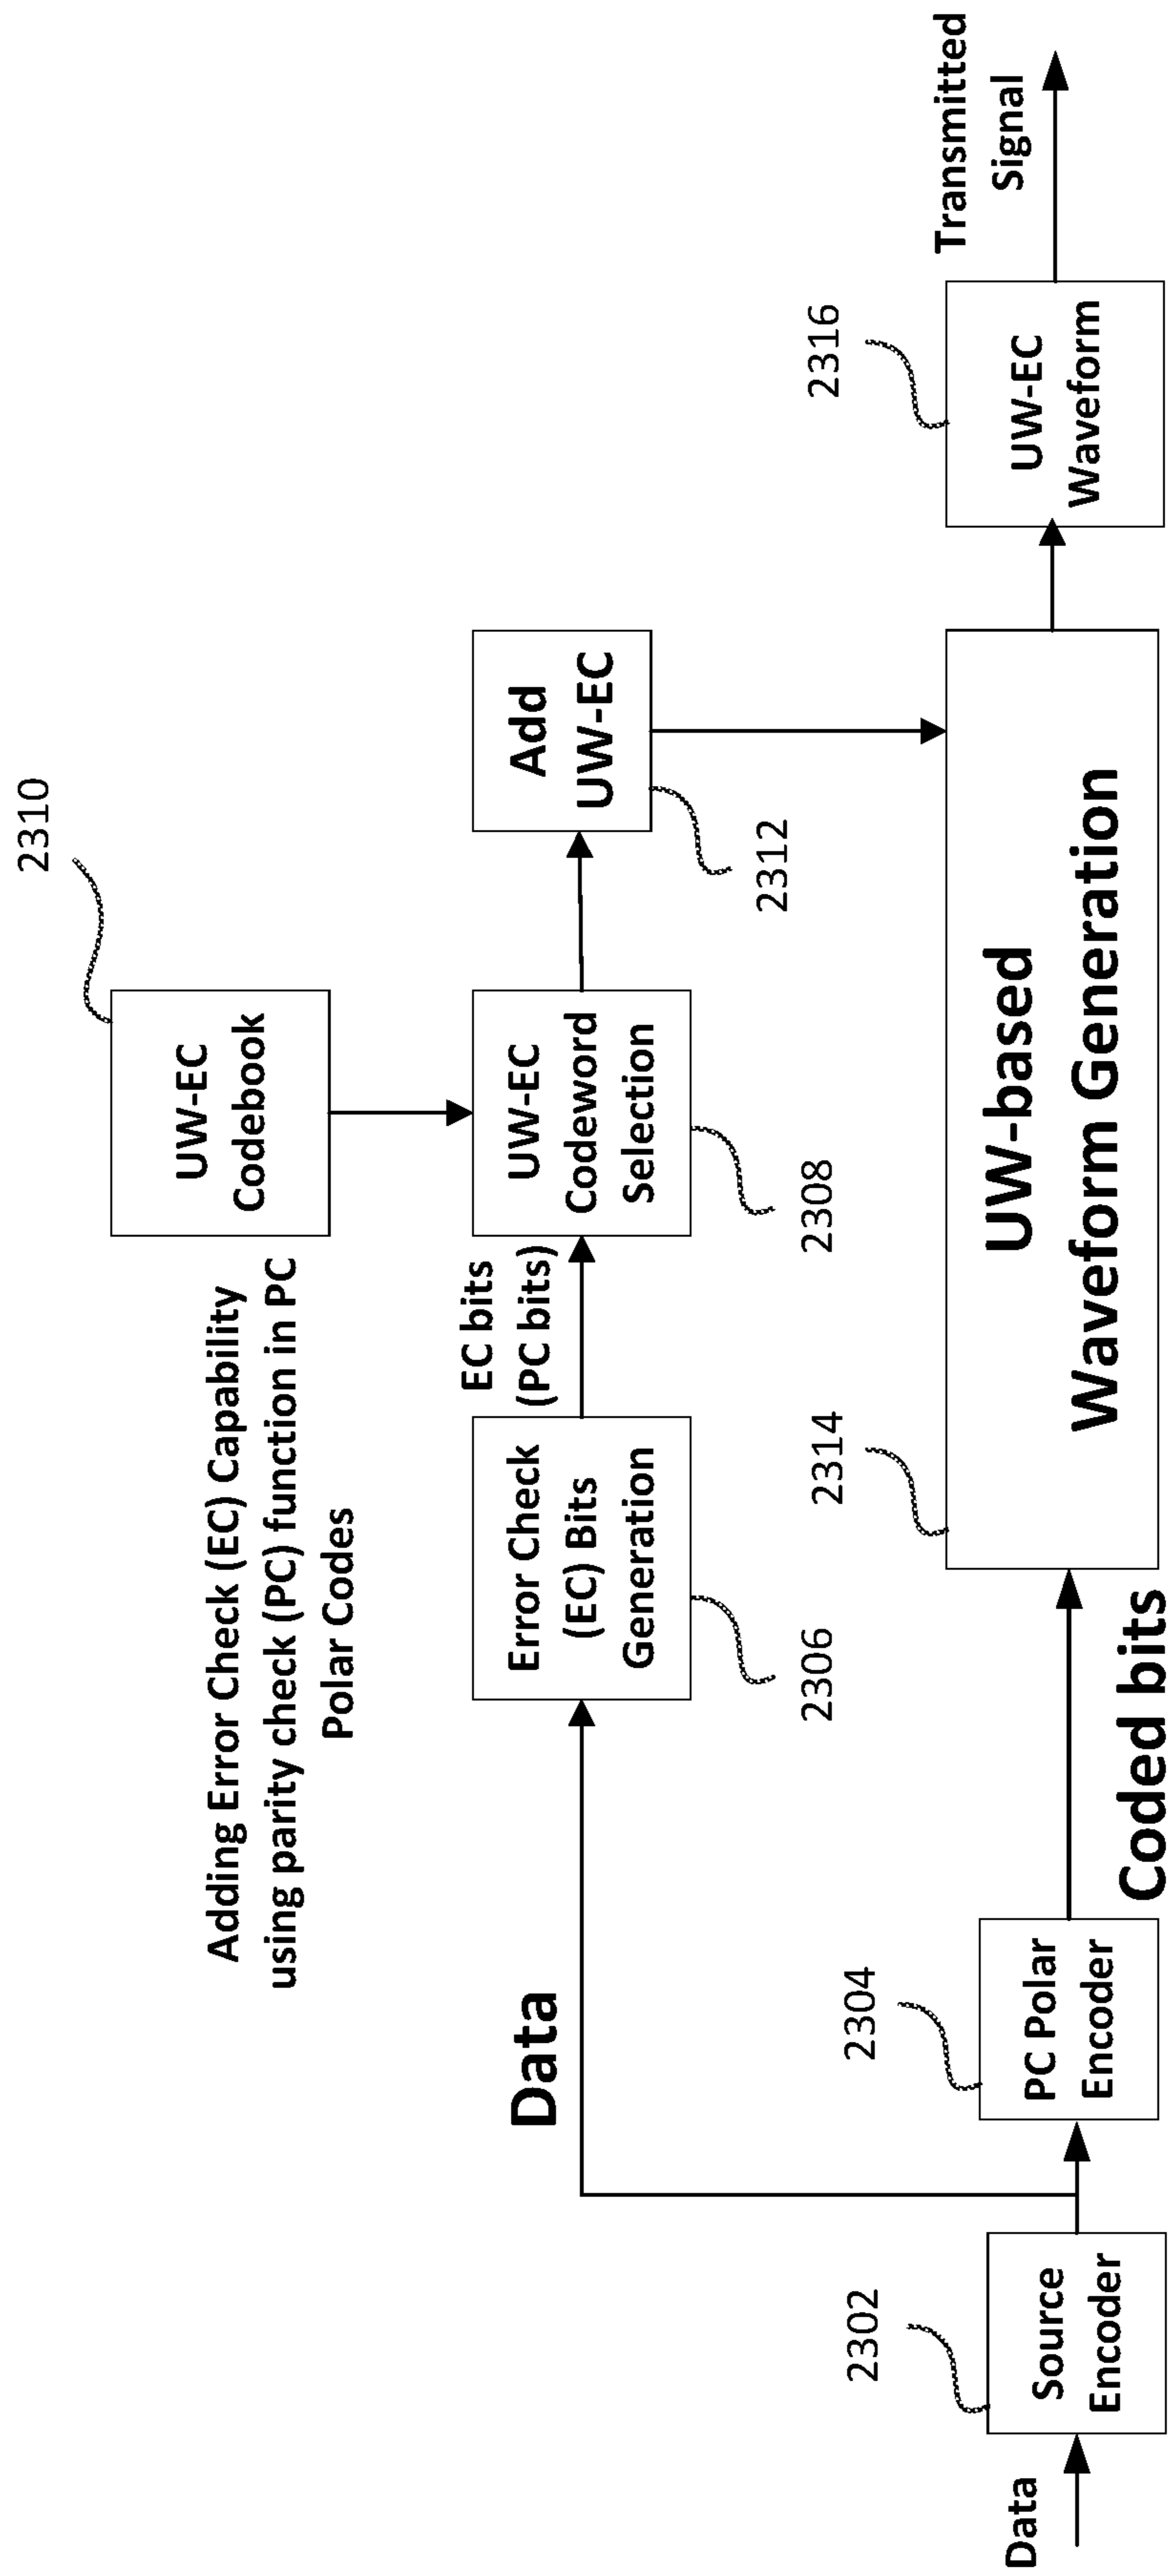 2310
UW-EC
Codebook
Adding Error Check (EC) Capability
using parity check (PC) function in PC
Polar Codes
Data
Error Check
(EC) Bits
Generation
2306
EC bits
(PC bits)
UW-EC
Codeword
Selection
2308
Add
UW-EC
2312
Data
Source
Encoder
2302
PC Polar
Encoder
2304
Coded bits
2314
UW-based
Waveform Generation
2316
UW-EC
Waveform
Transmitted
Signal